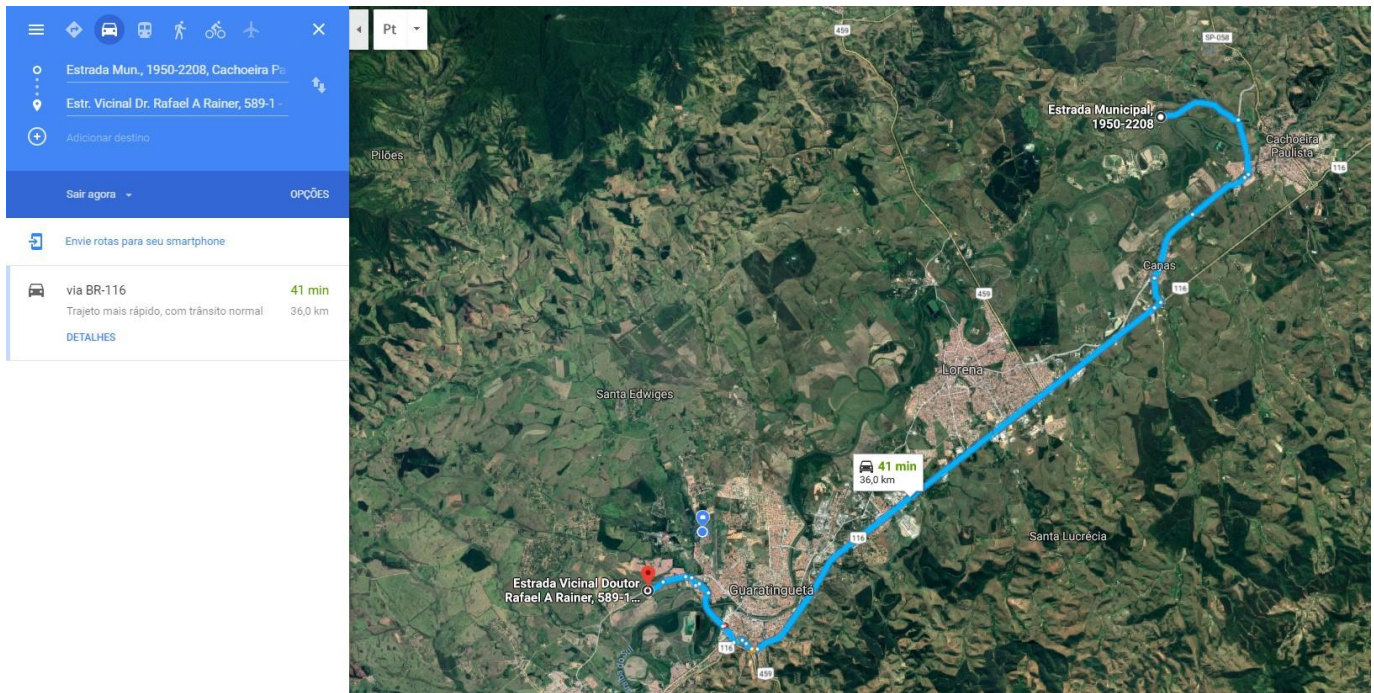 Estrada Mun., 1950-2208, Cachoeira Pa
Estr. Vicinal Dr. Rafael A Rainer, 589-1 -
Adicionar destino
Sair agora
OPÇÕES
Envie rotas para seu smartphone
via BR-116
41 min
Trajeto mais rápido, com trânsito normal
36,0 km
DETALHES
Pt
459
SP-058
Estrada Municipal,
1950-2208
Cachoeira
Paulista
116
Pilões
Canas
116
459
Lorena
Santa Edwiges
41 min
36,0 km
116
Santa Lucrécia
Estrada Vicinal Doutor
Rafael A Rainer, 589-1...
Guaratinguetá
116
459